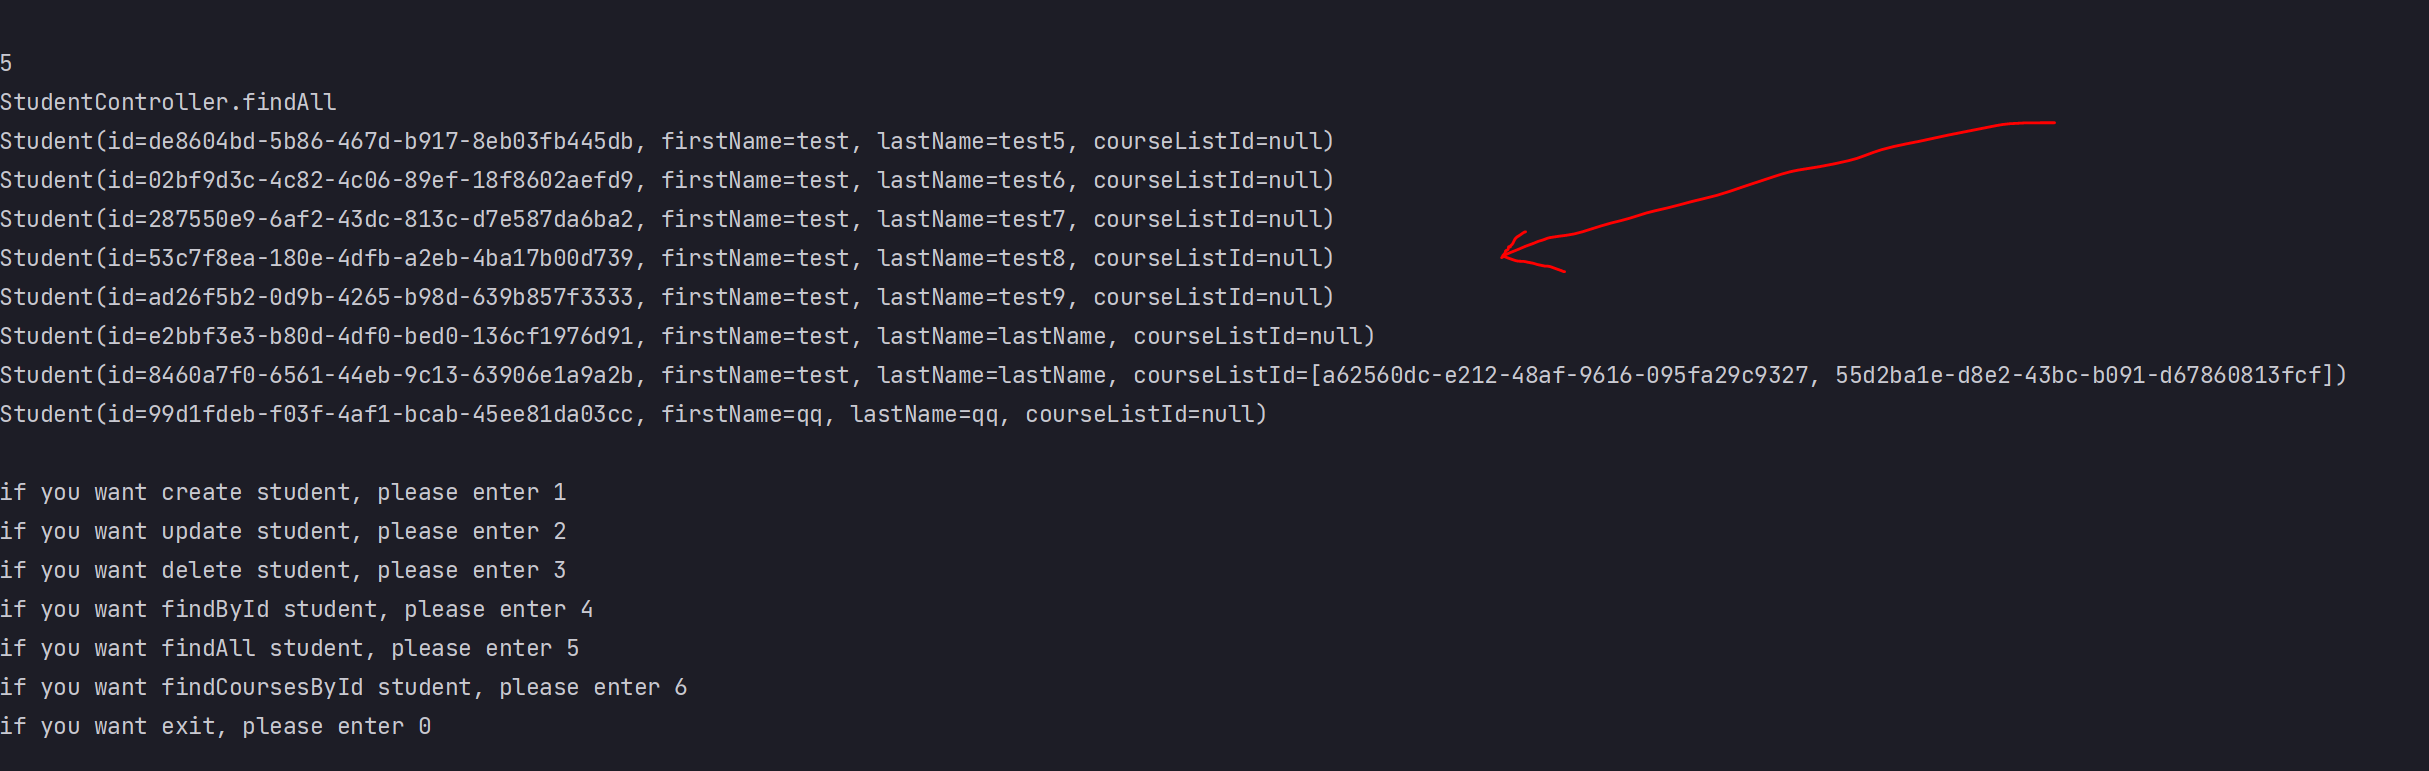 5
StudentController.findAll
Student(id=de8604bd-5b86-467d-b917-8eb03fb445db, firstName=test, lastName=test5, courseListId=null)
Student(id=02bf9d3c-4c82-4c06-89ef-18f8602aefd9, firstName=test, lastName=test6, courseListId=null)
Student(id=287550e9-6af2-43dc-813c-d7e587da6ba2, firstName=test, lastName=test7, courseListId=null)
Student(id=53c7f8ea-180e-4dfb-a2eb-4ba17b00d739, firstName=test, lastName=test8, courseListId=null)
Student(id=ad26f5b2-0d9b-4265-b98d-639b857f3333, firstName=test, lastName=test9, courseListId=null)
Student(id=e2bbf3e3-b80d-4df0-bed0-136cf1976d91, firstName=test, lastName=lastName, courseListId=null)
Student(id=8460a7f0-6561-44eb-9c13-63906e1a9a2b, firstName=test, lastName=lastName, courseListId=[a62560dc-e212-48af-9616-095fa29c9327, 55d2ba1e-d8e2-43bc-b091-d67860813fcf])
Student(id=99d1fdeb-f03f-4af1-bcab-45ee81da03cc, firstName=qq, lastName=qq, courseListId=null)
if you want create student, please enter 1
if you want update student, please enter 2
if you want delete student, please enter 3
if you want findById student, please enter 4
if you want findAll student, please enter 5
if you want findCoursesById student, please enter 6
if you want exit, please enter 0